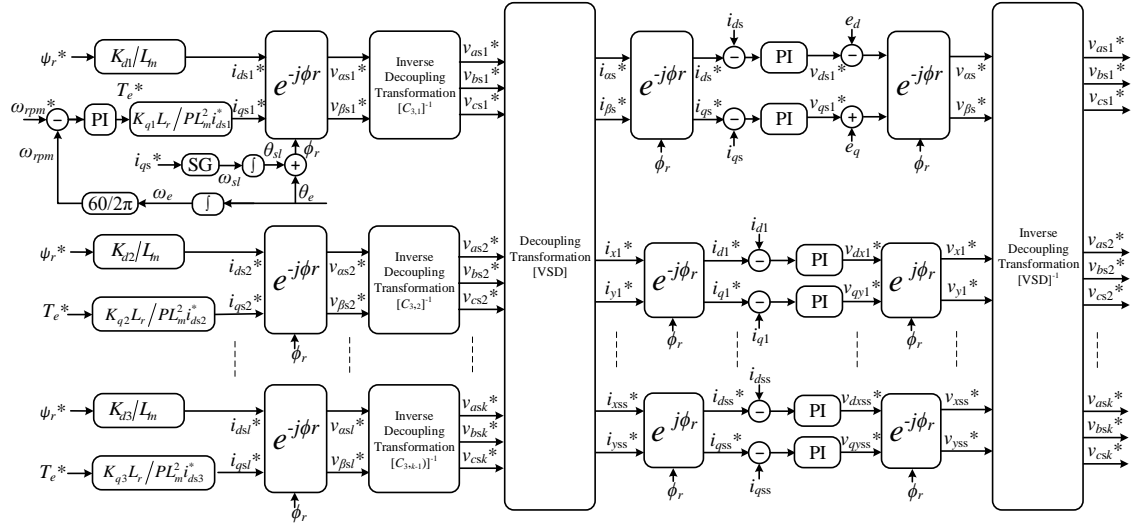 ψr* Kd1/Lm ids1* e^-jϕr vαs1* Inverse Decoupling Transformation [C3,1]^-1 vas1* vbs1* vcs1*
Te*
ωrpm* − PI Kq1Lr/PL²m i*ds1 iqs1* vβs1*
ωrpm
iqs* SG ωsl ∫ θsl + ϕr
60/2π ωe ∫ θe
ψr* Kd2/Lm ids2* e^-jϕr vαs2* Inverse Decoupling Transformation [C3,2]^-1 vas2* vbs2* vcs2*
Te* Kq2Lr/PL²m i*ds2 iqs2* vβs2*
ϕr
ψr* Kd3/Lm idsl* e^-jϕr vαsl* Inverse Decoupling Transformation [C3,k-1)]^-1 vask* vbsk* vcsk*
Te* Kq3Lr/PL²m i*ds3 iqsl* vβsl*
ϕr
Decoupling
Transformation
[VSD]
ids ed
iαs* e^-jϕr ids* − PI vds1* − e^-jϕr vαs*
iβs* iqs* − PI vqs1* + vβs*
ϕr iqs eq ϕr
id1
ix1* e^jϕr id1* − PI vdx1* e^jϕr vx1*
iy1* iq1* − PI vqy1* vy1*
ϕr iq1 ϕr
idss
ixss* e^jϕr idss* − PI vdxss* e^jϕr vxss*
iyss* iqss* − PI vqyss* vyss*
ϕr iqss ϕr
Inverse
Decoupling
Transformation
[VSD]^-1
vas1*
vbs1*
vcs1*
vas2*
vbs2*
vcs2*
vask*
vbsk*
vcsk*